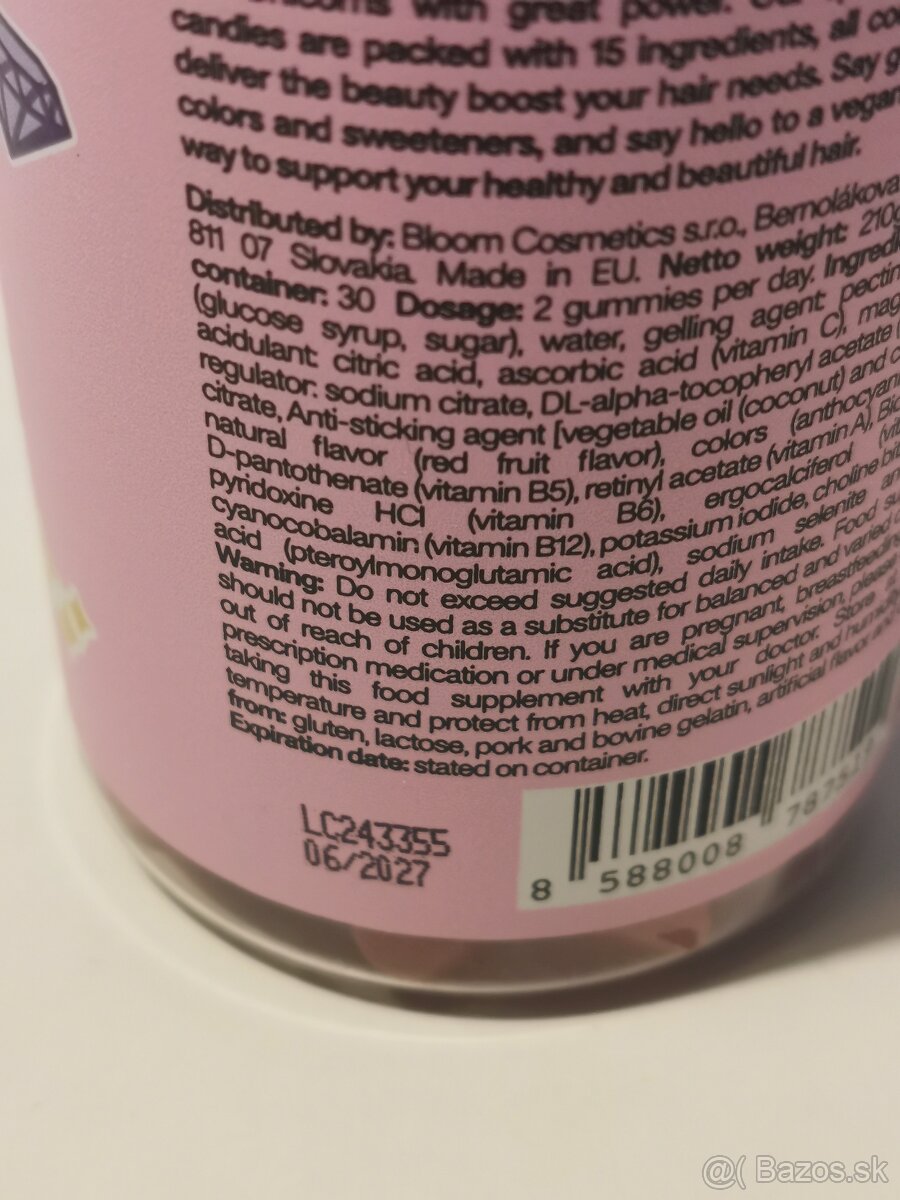 with great power.
candies are packed with 15 ingredients, all
deliver the beauty boost your hair needs. Say
colors and sweeteners, and say hello to a vegan
way to support your healthy and beautiful hair.
Distributed by: Bloom Cosmetics s.r.o., Bernolákova
811 07 Slovakia. Made in EU. Netto weight: 210g
container: 30 Dosage: 2 gummies per day.
(glucose syrup, sugar), water, gelling agent: pectin
acidulant: citric acid, ascorbic acid (vitamin C),
regulator: sodium citrate, DL-alpha-tocopheryl acetate
citrate, Anti-sticking agent [vegetable oil (coconut) and
natural flavor (red fruit flavor), colors
D-pantothenate (vitamin B5), retinyl acetate (vitamin A),
pyridoxine HCl (vitamin B6), ergocalciferol
cyanocobalamin (vitamin B12), potassium iodide, choline
acid (pteroylmonoglutamic acid), sodium selenite
Warning: Do not exceed suggested daily intake. Food
should not be used as a substitute for balanced and varied
out of reach of children. If you are pregnant, breastfeeding,
prescription medication or under medical supervision, please
taking this food supplement with your doctor. Store
temperature and protect from heat, direct sunlight and
from: gluten, lactose, pork and bovine gelatin, artificial flavor and
Expiration date: stated on container.
LC243355
06/2027
8 588008 7875
@( Bazos.sk